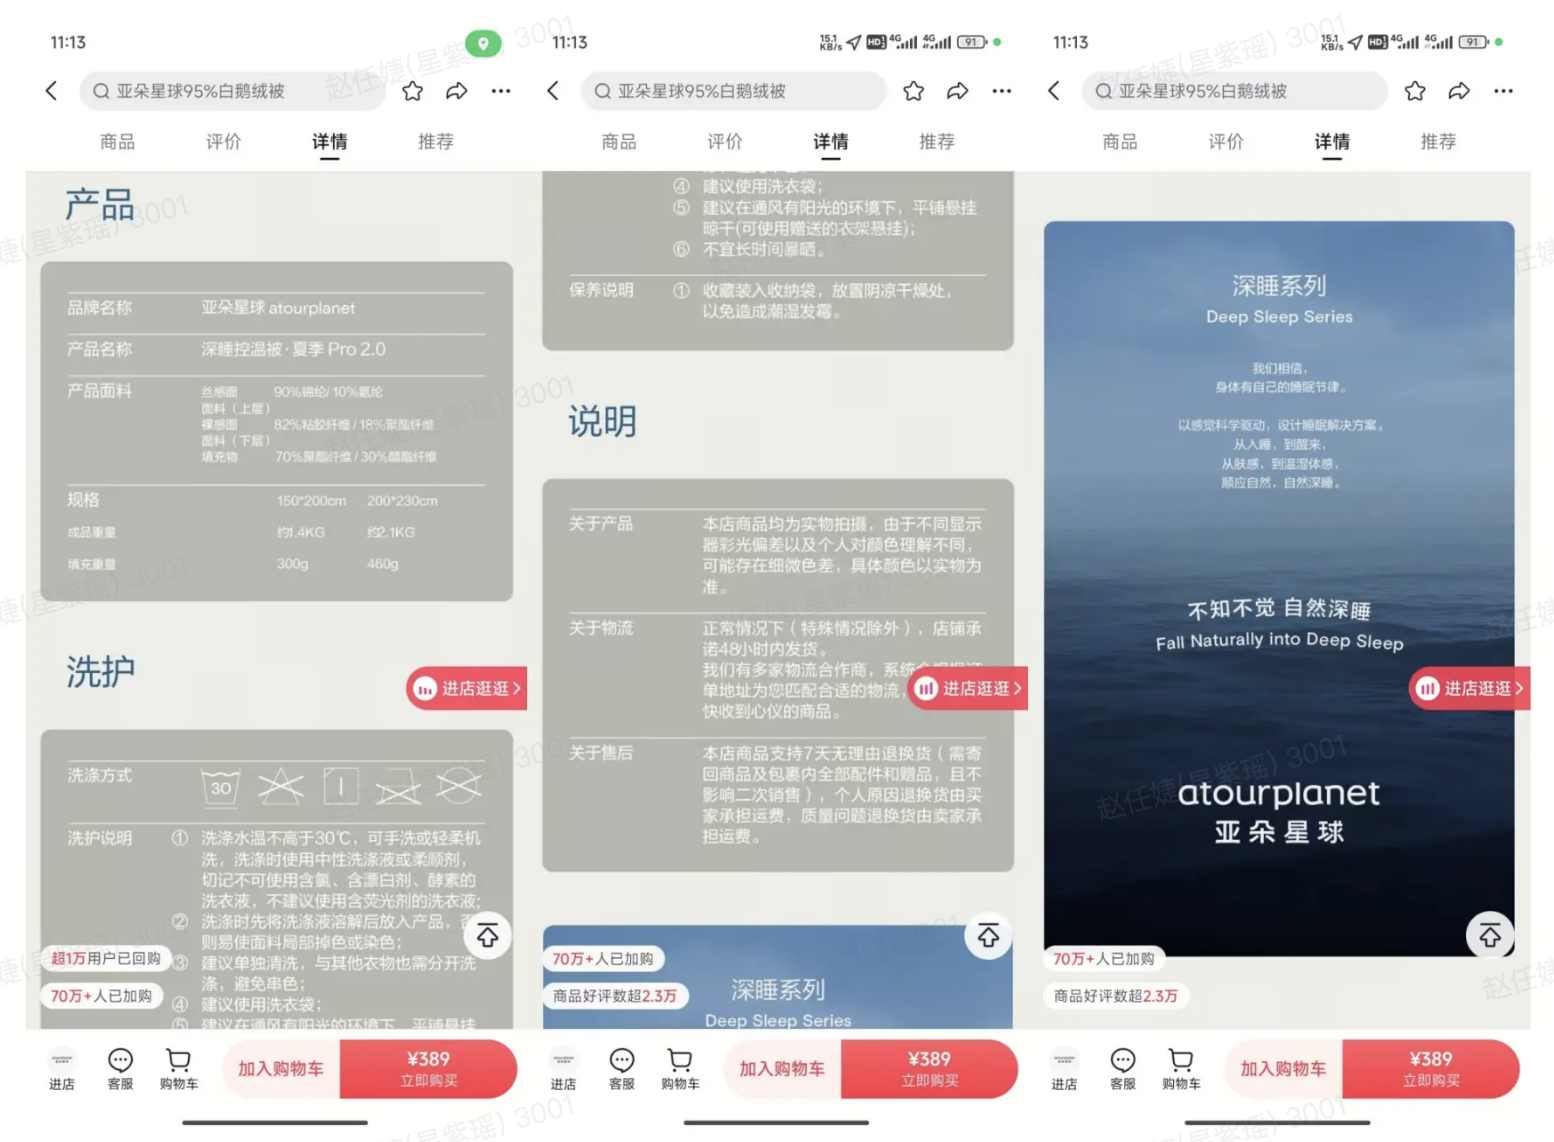 11:13
亚朵星球95%白鹅绒被
商品 评价 详情 推荐
产品
品牌名称 亚朵星球 atourplanet
产品名称 深睡控温被·夏季 Pro 2.0
产品面料 丝感面 90%锦纶/10%氨纶
面料（上层）
裸感面 82%粘胶纤维/18%聚酯纤维
面料（下层）
填充物 70%聚酯纤维/30%醋酯纤维
规格 150*200cm 200*230cm
成品重量 约1.4KG 约2.1KG
填充重量 300g 460g
洗护
进店逛逛
洗涤方式 30
洗护说明 ① 洗涤水温不高于30℃，可手洗或轻柔机
洗，洗涤时使用中性洗涤液或柔顺剂，
切记不可使用含氯、含漂白剂、酵素的
洗衣液，不建议使用含荧光剂的洗衣液；
② 洗涤时先将洗涤液溶解后放入产品，否
则易使面料局部掉色或染色；
③ 建议单独清洗，与其他衣物也需分开洗
涤，避免串色；
④ 建议使用洗衣袋；
⑤ 建议在通风有阳光的环境下，平铺悬挂
超1万用户已回购
70万+人已加购
进店 客服 购物车 加入购物车 ¥389
立即购买
11:13 15.1 KB/s HD 4G 4G 91
亚朵星球95%白鹅绒被
商品 评价 详情 推荐
④ 建议使用洗衣袋；
⑤ 建议在通风有阳光的环境下，平铺悬挂
晾干(可使用赠送的衣架悬挂)；
⑥ 不宜长时间暴晒。
保养说明 ① 收藏装入收纳袋，放置阴凉干燥处，
以免造成潮湿发霉。
说明
关于产品 本店商品均为实物拍摄，由于不同显示
器彩光偏差以及个人对颜色理解不同，
可能存在细微色差，具体颜色以实物为
准。
关于物流 正常情况下（特殊情况除外），店铺承
诺48小时内发货。
我们有多家物流合作商，系统会根据订
单地址为您匹配合适的物流，
快收到心仪的商品。
进店逛逛
关于售后 本店商品支持7天无理由退换货（需寄
回商品及包裹内全部配件和赠品，且不
影响二次销售），个人原因退换货由买
家承担运费，质量问题退换货由卖家承
担运费。
70万+人已加购
商品好评数超2.3万
深睡系列
Deep Sleep Series
进店 客服 购物车 加入购物车 ¥389
立即购买
11:13 15.1 KB/s HD 4G 4G 91
亚朵星球95%白鹅绒被
商品 评价 详情 推荐
深睡系列
Deep Sleep Series
我们相信，
身体有自己的睡眠节律。
以感觉科学驱动，设计睡眠解决方案。
从入睡，到醒来，
从肤感，到温湿体感，
顺应自然，自然深睡。
不知不觉 自然深睡
Fall Naturally into Deep Sleep
进店逛逛
atourplanet
亚朵星球
70万+人已加购
商品好评数超2.3万
进店 客服 购物车 加入购物车 ¥389
立即购买
赵任婕(星紫瑶) 3001